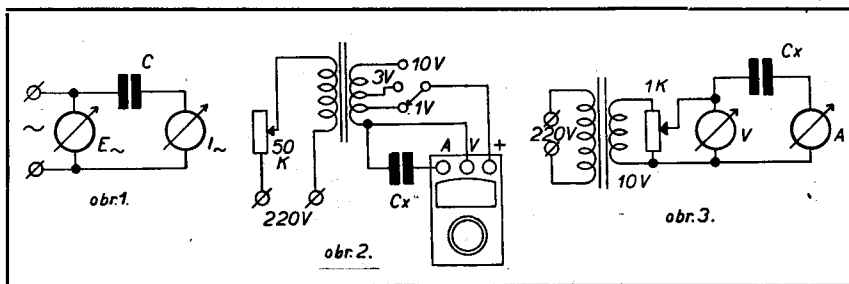 C
~
E~
I~
obr.1.
50
K
220V
10V
3V
1V
A V +
Cx
obr.2.
220V
1K
10V
Cx
V
A
obr.3.